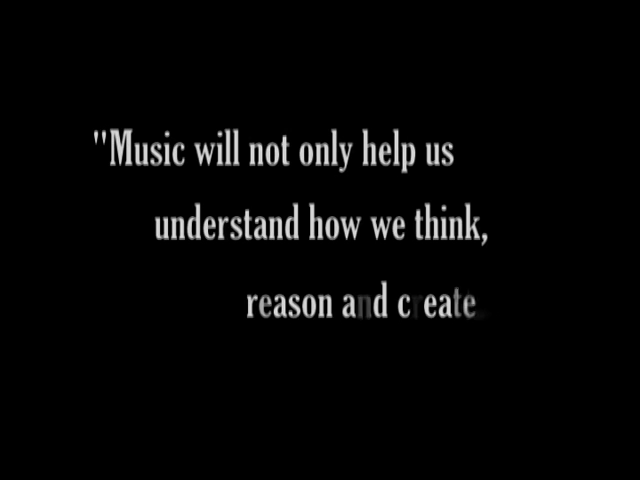 "Music will not only help us
understand how we think,
reason and create